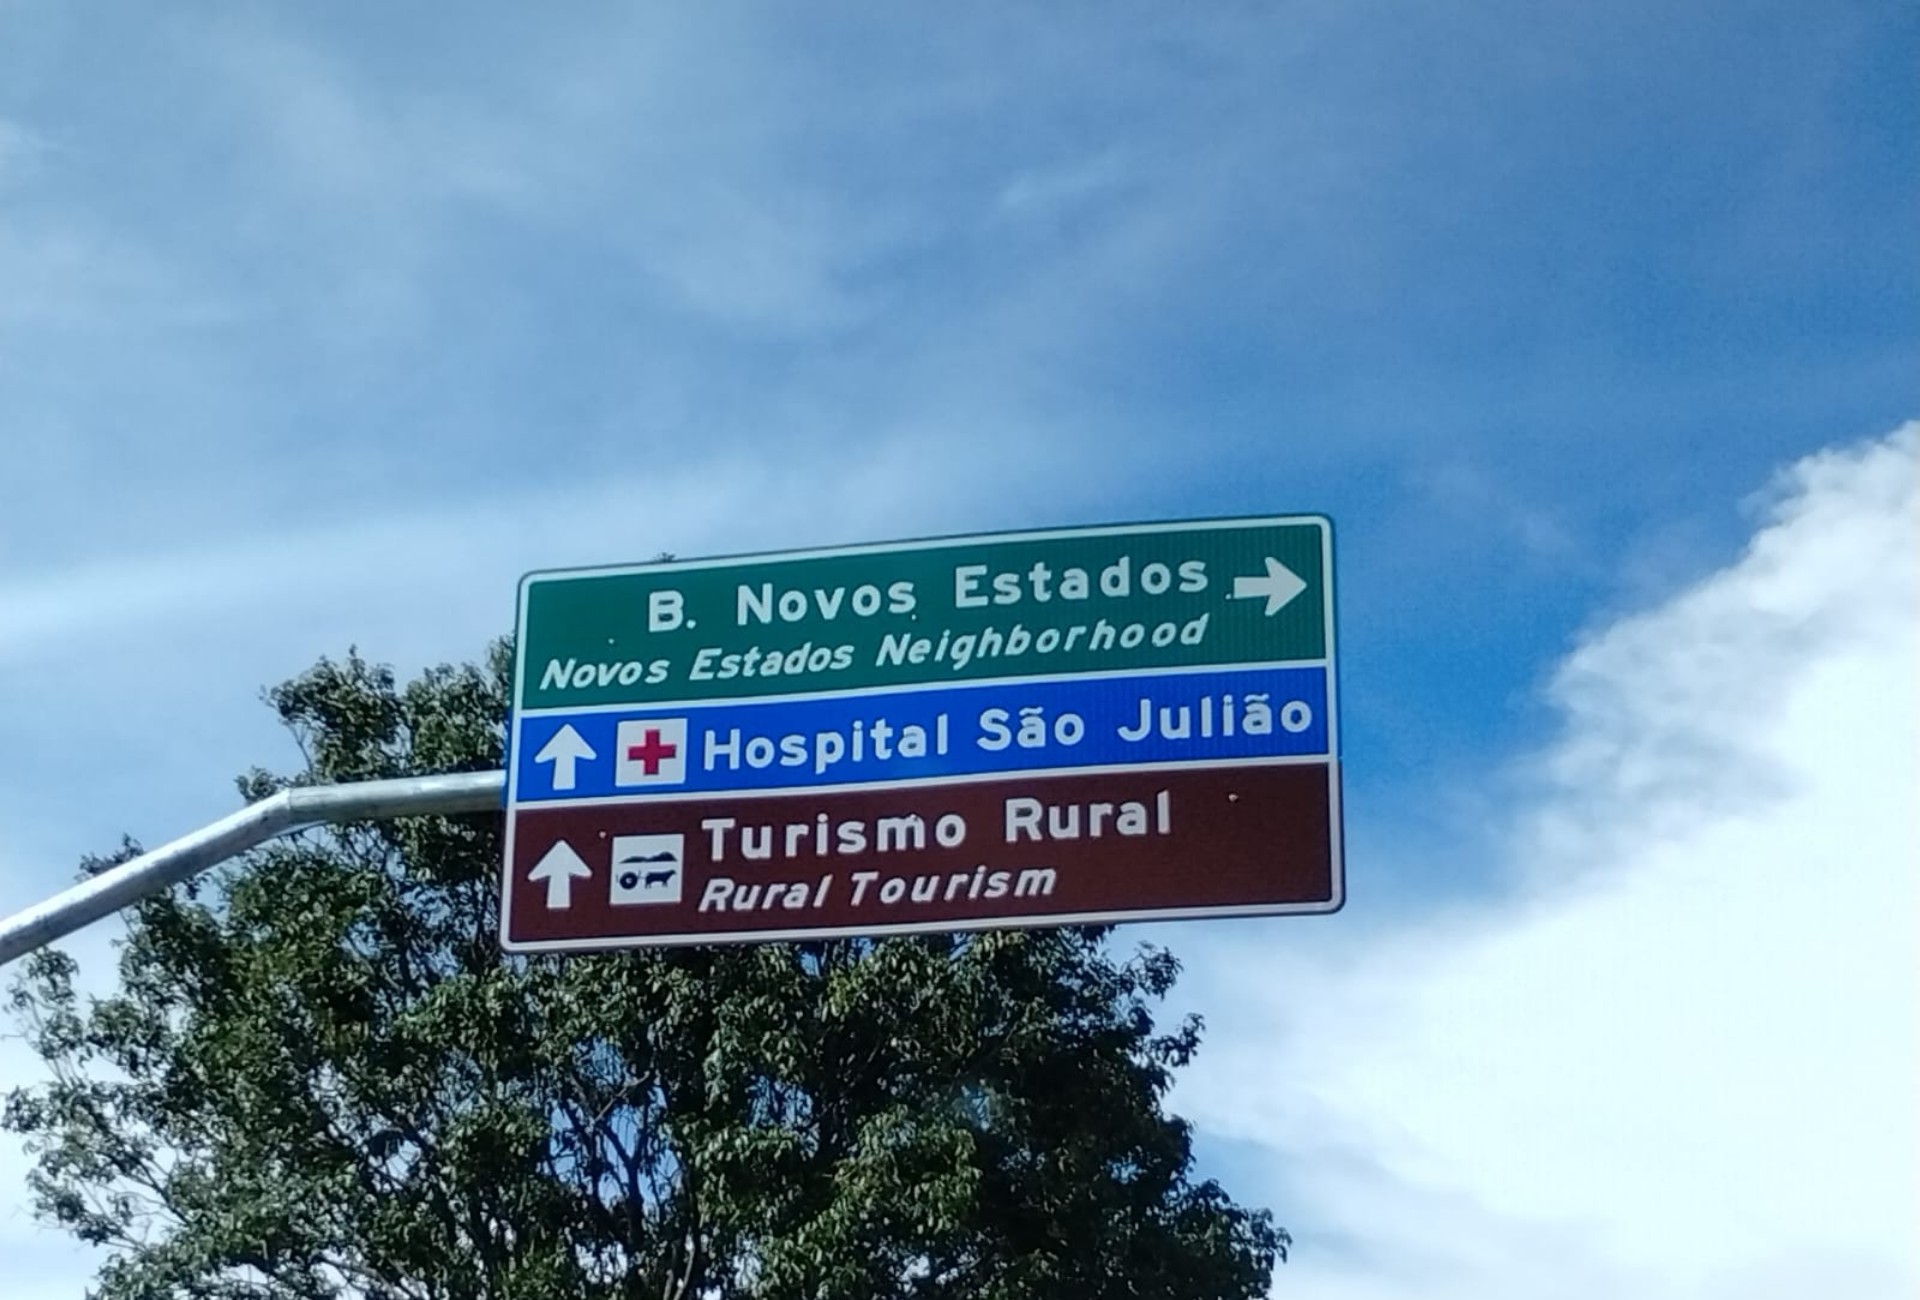 B. Novos Estados
Novos Estados Neighborhood
Hospital São Julião
Turismo Rural
Rural Tourism